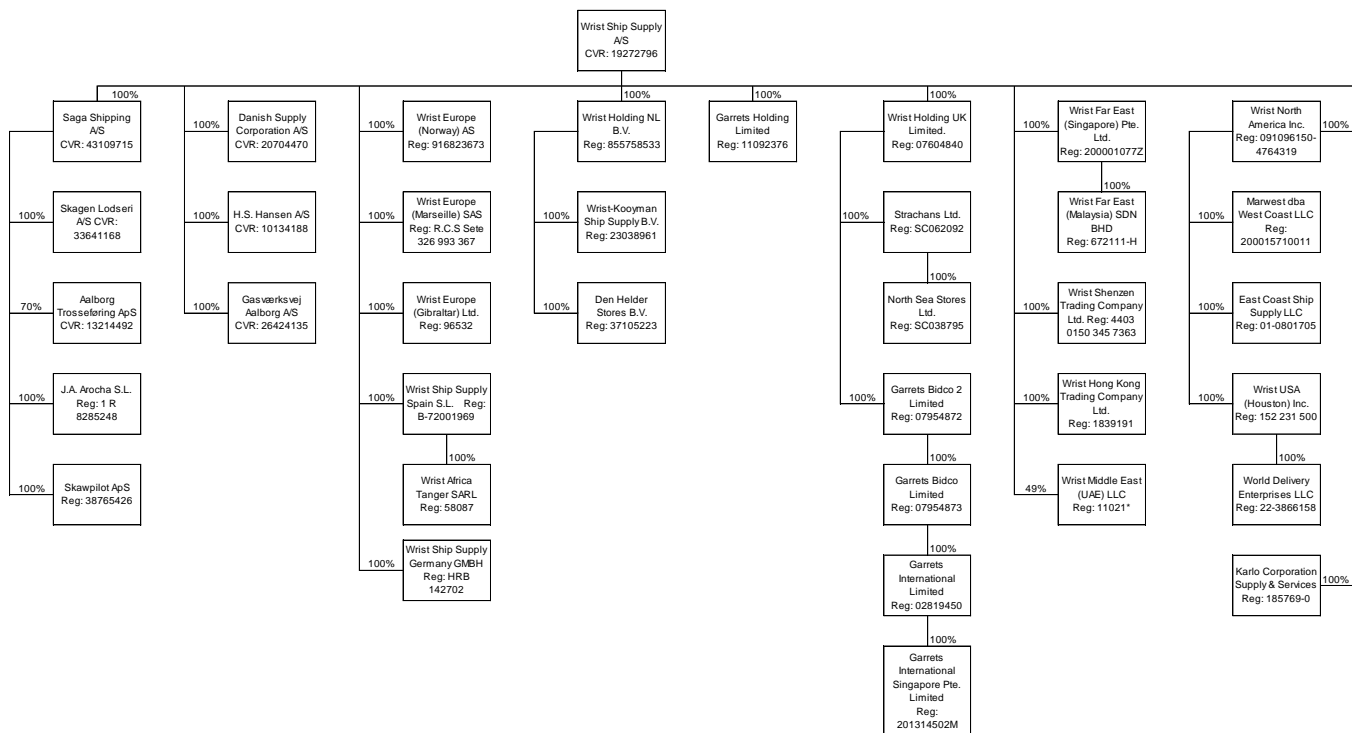 Wrist Ship Supply
A/S
CVR: 19272796
100%
Saga Shipping
A/S
CVR: 43109715
100%
Skagen Lodseri
A/S CVR:
33641168
70%
Aalborg
Trosseføring ApS
CVR: 13214492
100%
J.A. Arocha S.L.
Reg: 1 R
8285248
100%
Skawpilot ApS
Reg: 38765426
100%
Danish Supply
Corporation A/S
CVR: 20704470
100%
H.S. Hansen A/S
CVR: 10134188
100%
Gasværksvej
Aalborg A/S
CVR: 26424135
100%
Wrist Europe
(Norway) AS
Reg: 916823673
100%
Wrist Europe
(Marseille) SAS
Reg: R.C.S Sete
326 993 367
100%
Wrist Europe
(Gibraltar) Ltd.
Reg: 96532
100%
Wrist Ship Supply
Spain S.L. Reg:
B-72001969
100%
Wrist Africa
Tanger SARL
Reg: 58087
100%
Wrist Ship Supply
Germany GMBH
Reg: HRB
142702
100%
Wrist Holding NL
B.V.
Reg: 855758533
100%
Wrist-Kooyman
Ship Supply B.V.
Reg: 23038961
100%
Den Helder
Stores B.V.
Reg: 37105223
100%
Garrets Holding
Limited
Reg: 11092376
100%
Wrist Holding UK
Limited.
Reg: 07604840
100%
Strachans Ltd.
Reg: SC062092
100%
North Sea Stores
Ltd.
Reg: SC038795
100%
Garrets Bidco 2
Limited
Reg: 07954872
100%
Garrets Bidco
Limited
Reg: 07954873
100%
Garrets
International
Limited
Reg: 02819450
100%
Garrets
International
Singapore Pte.
Limited
Reg:
201314502M
100%
Wrist Far East
(Singapore) Pte.
Ltd.
Reg: 200001077Z
100%
Wrist Far East
(Malaysia) SDN
BHD
Reg: 672111-H
100%
Wrist Shenzen
Trading Company
Ltd. Reg: 4403
0150 345 7363
100%
Wrist Hong Kong
Trading Company
Ltd.
Reg: 1839191
49%
Wrist Middle East
(UAE) LLC
Reg: 11021*
Wrist North
America Inc.
Reg: 091096150-
4764319
100%
100%
Marwest dba
West Coast LLC
Reg:
200015710011
100%
East Coast Ship
Supply LLC
Reg: 01-0801705
100%
Wrist USA
(Houston) Inc.
Reg: 152 231 500
100%
World Delivery
Enterprises LLC
Reg: 22-3866158
Karlo Corporation
Supply & Services
Reg: 185769-0
100%